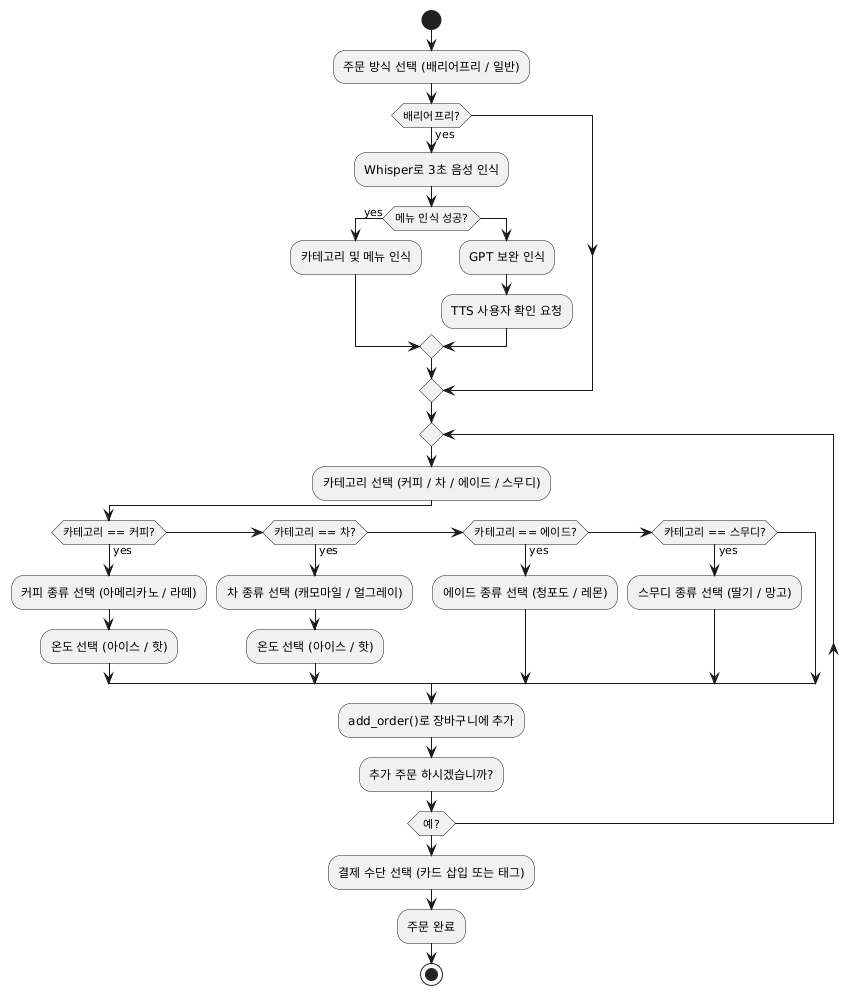 주문 방식 선택 (배리어프리 / 일반)
배리어프리?
yes
Whisper로 3초 음성 인식
메뉴 인식 성공?
yes
카테고리 및 메뉴 인식
GPT 보완 인식
TTS 사용자 확인 요청
카테고리 선택 (커피 / 차 / 에이드 / 스무디)
카테고리 == 커피?
yes
커피 종류 선택 (아메리카노 / 라떼)
온도 선택 (아이스 / 핫)
카테고리 == 차?
yes
차 종류 선택 (캐모마일 / 얼그레이)
온도 선택 (아이스 / 핫)
카테고리 == 에이드?
yes
에이드 종류 선택 (청포도 / 레몬)
카테고리 == 스무디?
yes
스무디 종류 선택 (딸기 / 망고)
add_order()로 장바구니에 추가
추가 주문 하시겠습니까?
예?
결제 수단 선택 (카드 삽입 또는 태그)
주문 완료